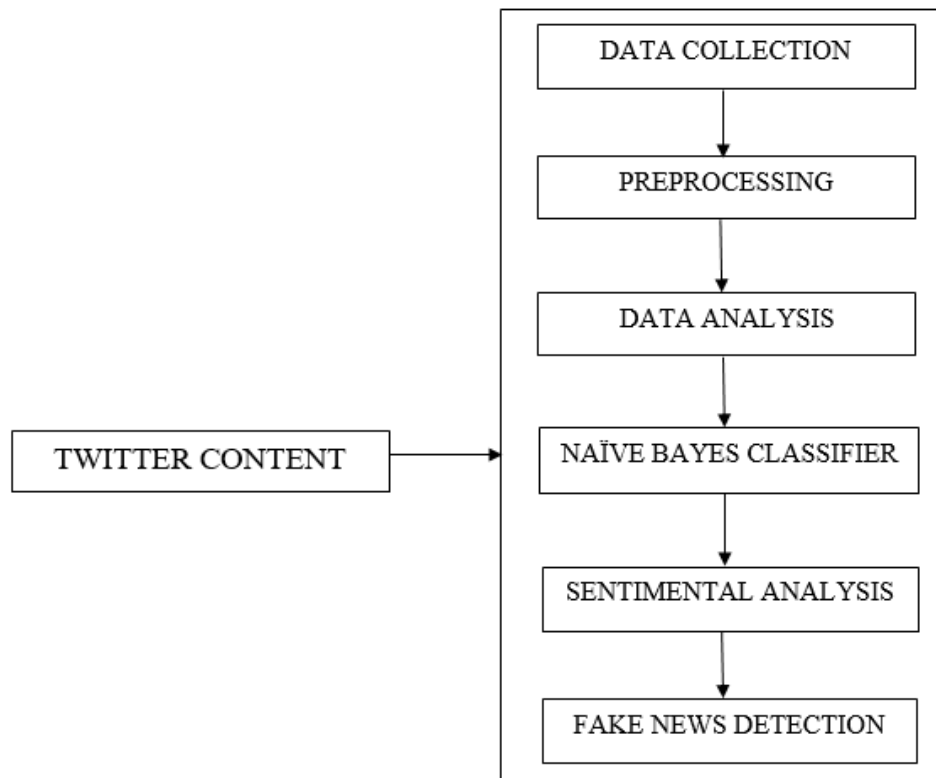 DATA COLLECTION
PREPROCESSING
DATA ANALYSIS
TWITTER CONTENT
NAÏVE BAYES CLASSIFIER
SENTIMENTAL ANALYSIS
FAKE NEWS DETECTION